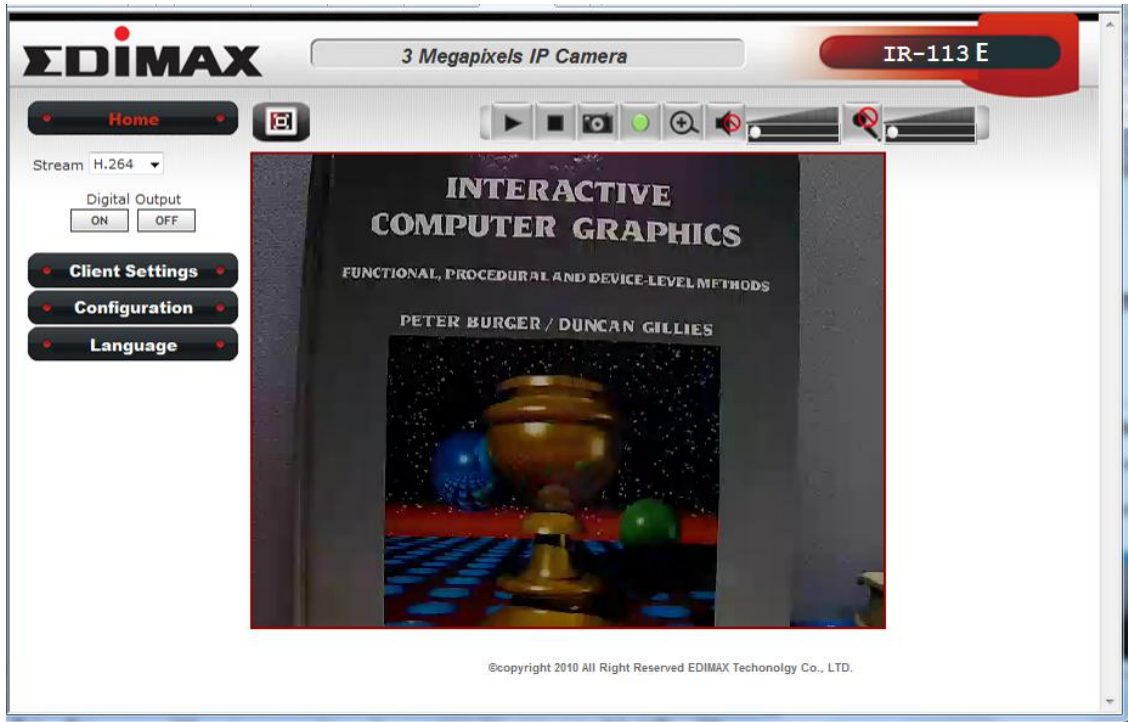 EDIMAX
3 Megapixels IP Camera
IR-113 E
Home
Stream H.264
Digital Output
ON OFF
Client Settings
Configuration
Language
INTERACTIVE
COMPUTER GRAPHICS
FUNCTIONAL, PROCEDURAL AND DEVICE-LEVEL METHODS
PETER BURGER / DUNCAN GILLIES
©copyright 2010 All Right Reserved EDIMAX Techonolgy Co., LTD.